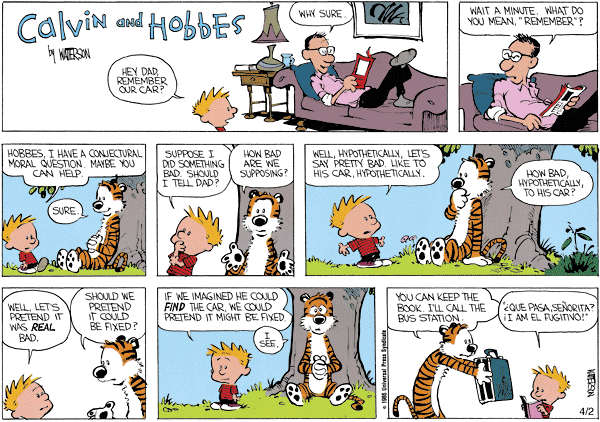 Calvin and Hobbes
by WATTERSON
HEY DAD,
REMEMBER
OUR CAR?
WHY SURE.
WAIT A MINUTE. WHAT DO
YOU MEAN, "REMEMBER"?
HOBBES, I HAVE A CONJECTURAL
MORAL QUESTION. MAYBE YOU
CAN HELP.
SURE.
SUPPOSE I
DID SOMETHING
BAD. SHOULD
I TELL DAD?
HOW BAD
ARE WE
SUPPOSING?
WELL, HYPOTHETICALLY, LET'S
SAY PRETTY BAD. LIKE TO
HIS CAR, HYPOTHETICALLY.
HOW BAD,
HYPOTHETICALLY,
TO HIS CAR?
WELL, LET'S
PRETEND IT
WAS REAL
BAD.
SHOULD WE
PRETEND
IT COULD
BE FIXED?
IF WE IMAGINED HE COULD
FIND THE CAR, WE COULD
PRETEND IT MIGHT BE FIXED.
I
SEE.
© 1988 Universal Press Syndicate
YOU CAN KEEP THE
BOOK. I'LL CALL THE
BUS STATION.
"¿QUE PASA, SEÑORITA?
¡I AM EL FUGITIVO!"
WATTERSON
4/2